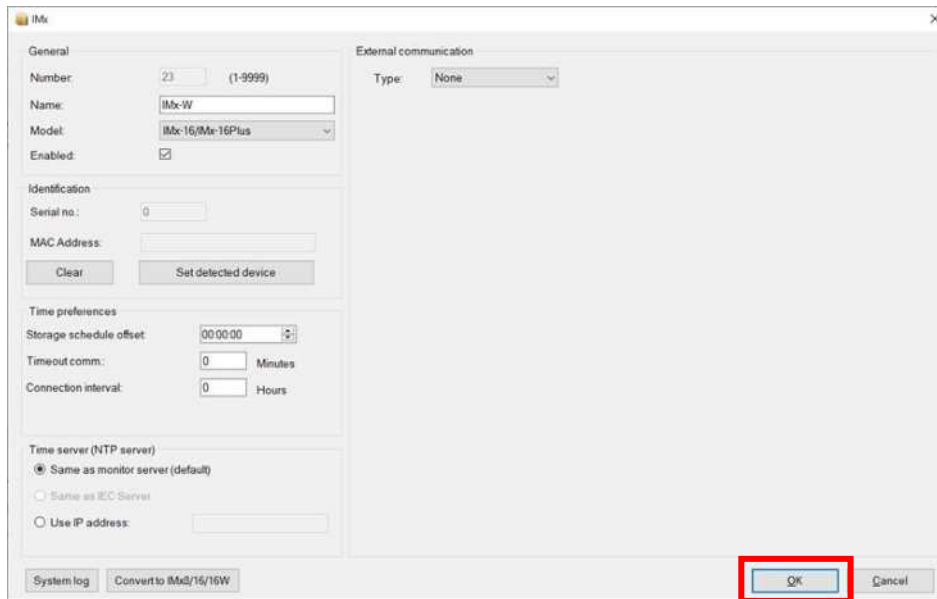 IMx
General
Number: 23 (1-9999)
Name: IMx-W
Model: IMx-16/IMx-16Plus
Enabled:
Identification
Serial no.: 0
MAC Address:
Clear Set detected device
Time preferences
Storage schedule offset: 00:00:00
Timeout comm.: 0 Minutes
Connection interval: 0 Hours
Time server (NTP server)
Same as monitor server (default)
Same as IEC Server
Use IP address:
System log Convert to IMx8/16/16W
External communication
Type: None
OK Cancel